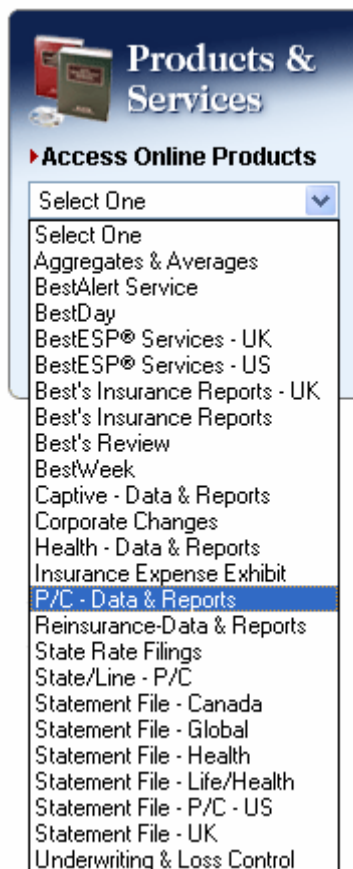 Products &
Services
Access Online Products
Select One
Select One
Aggregates & Averages
BestAlert Service
BestDay
BestESP® Services - UK
BestESP® Services - US
Best's Insurance Reports - UK
Best's Insurance Reports
Best's Review
BestWeek
Captive - Data & Reports
Corporate Changes
Health - Data & Reports
Insurance Expense Exhibit
P/C - Data & Reports
Reinsurance-Data & Reports
State Rate Filings
State/Line - P/C
Statement File - Canada
Statement File - Global
Statement File - Health
Statement File - Life/Health
Statement File - P/C - US
Statement File - UK
Underwriting & Loss Control